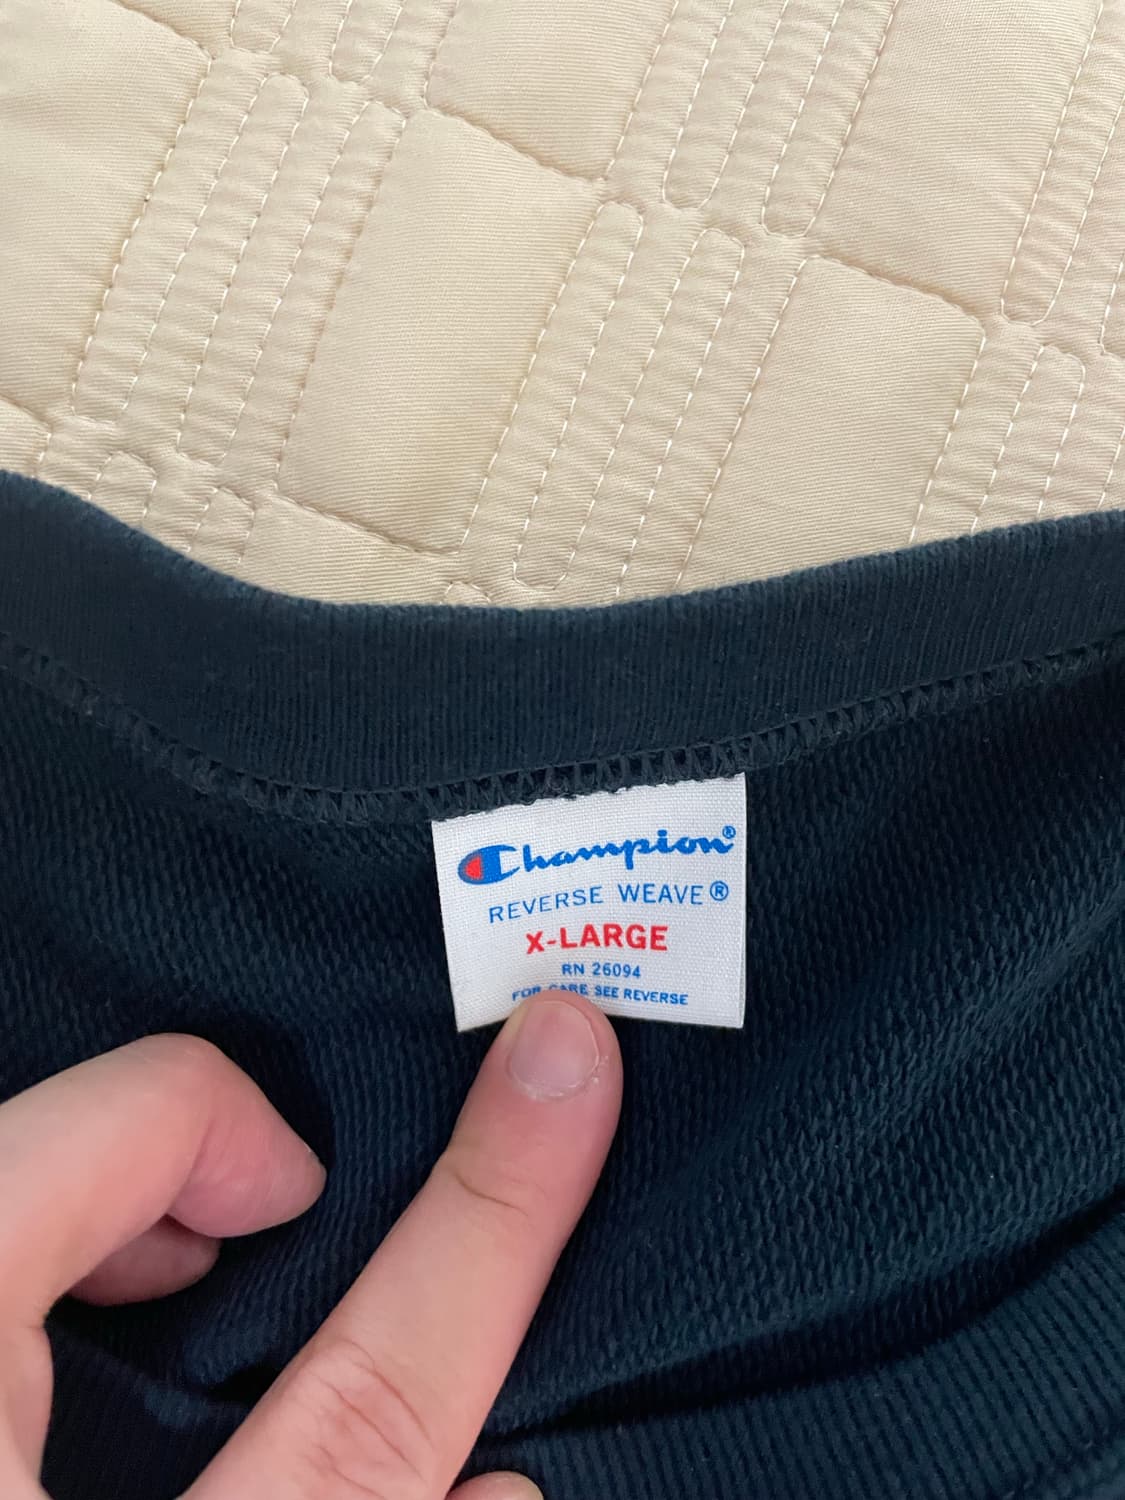 Champion®
REVERSE WEAVE®
X-LARGE
RN 26094
FOR CARE SEE REVERSE